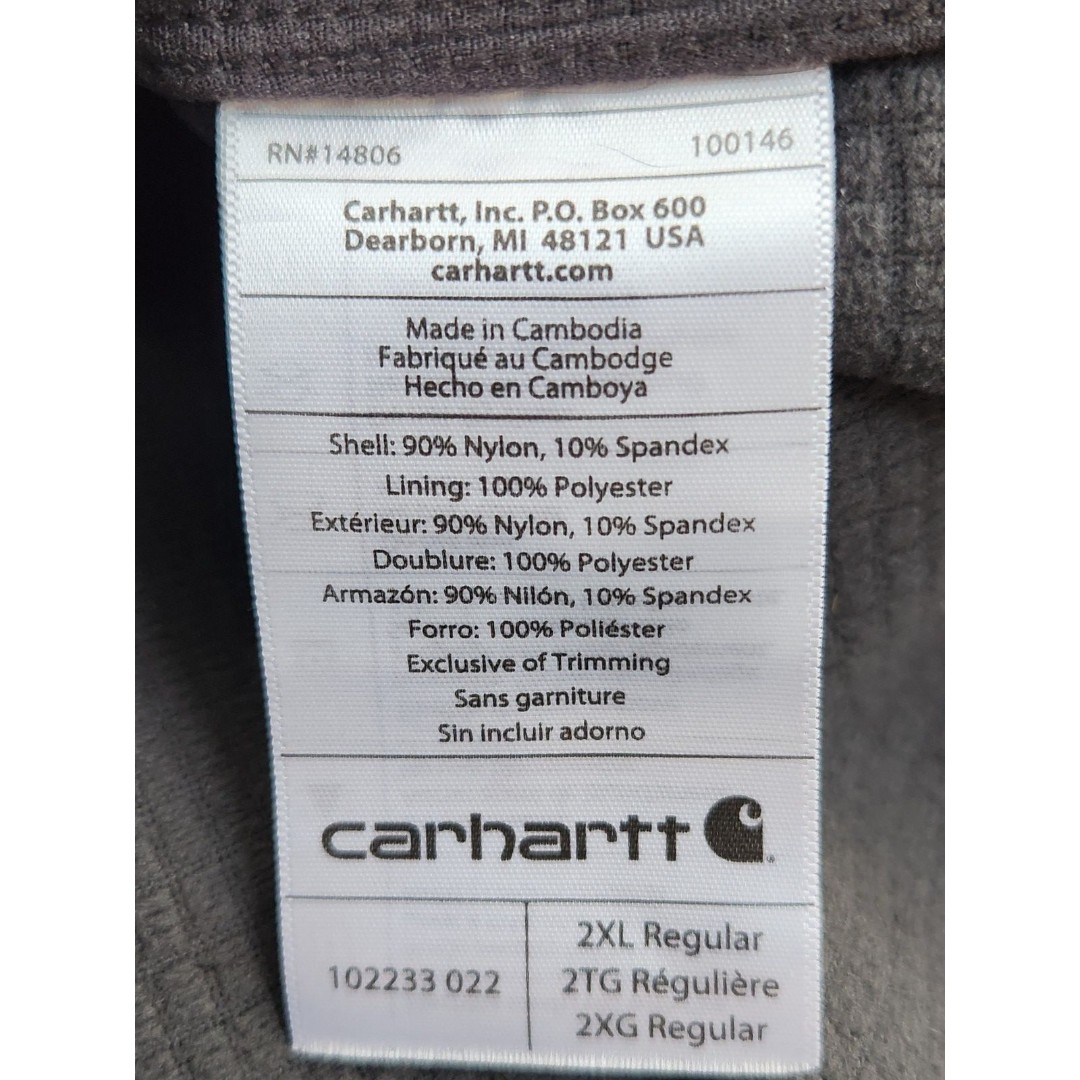 RN#14806 100146
Carhartt, Inc. P.O. Box 600
Dearborn, MI 48121 USA
carhartt.com
Made in Cambodia
Fabriqué au Cambodge
Hecho en Camboya
Shell: 90% Nylon, 10% Spandex
Lining: 100% Polyester
Extérieur: 90% Nylon, 10% Spandex
Doublure: 100% Polyester
Armazón: 90% Nilón, 10% Spandex
Forro: 100% Poliéster
Exclusive of Trimming
Sans garniture
Sin incluir adorno
carhartt
102233 022
2XL Regular
2TG Régulière
2XG Regular